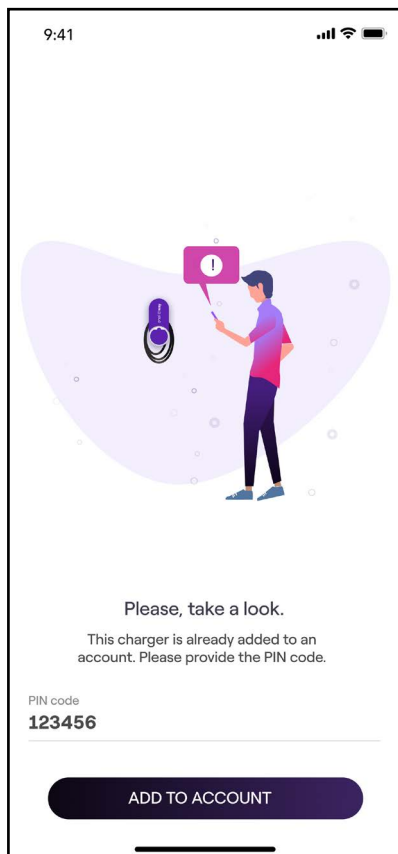 9:41
!
Please, take a look.
This charger is already added to an
account. Please provide the PIN code.
PIN code
123456
ADD TO ACCOUNT